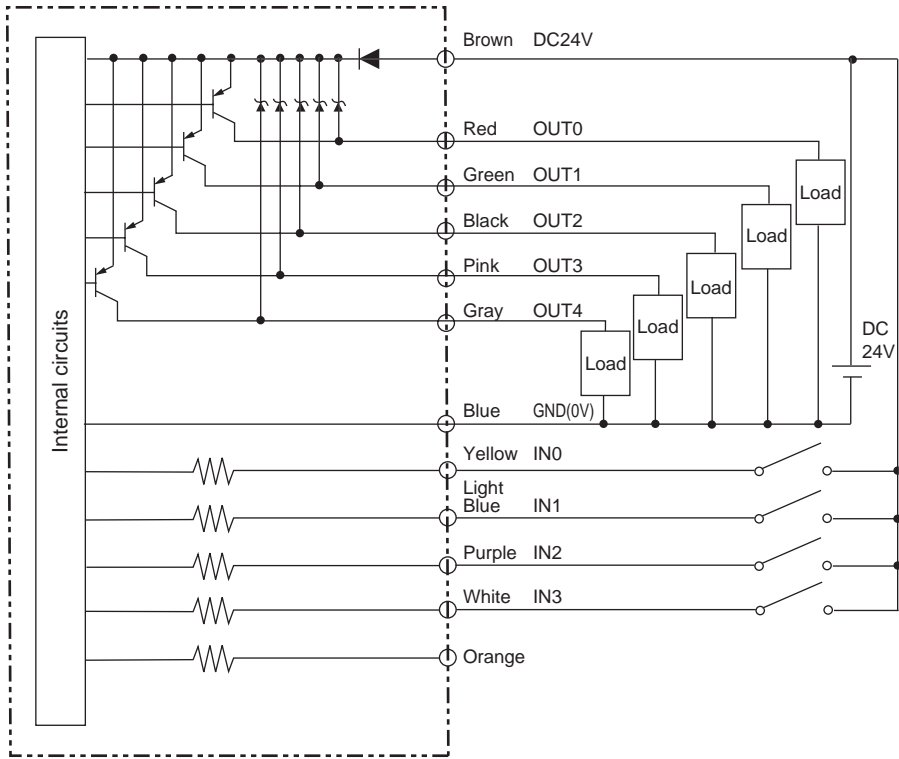 Brown DC24V
Red OUT0
Green OUT1
Black OUT2
Pink OUT3
Gray OUT4
Load
Load
Load
Load
Load
DC
24V
Internal circuits
Blue GND(0V)
Yellow IN0
Light
Blue IN1
Purple IN2
White IN3
Orange